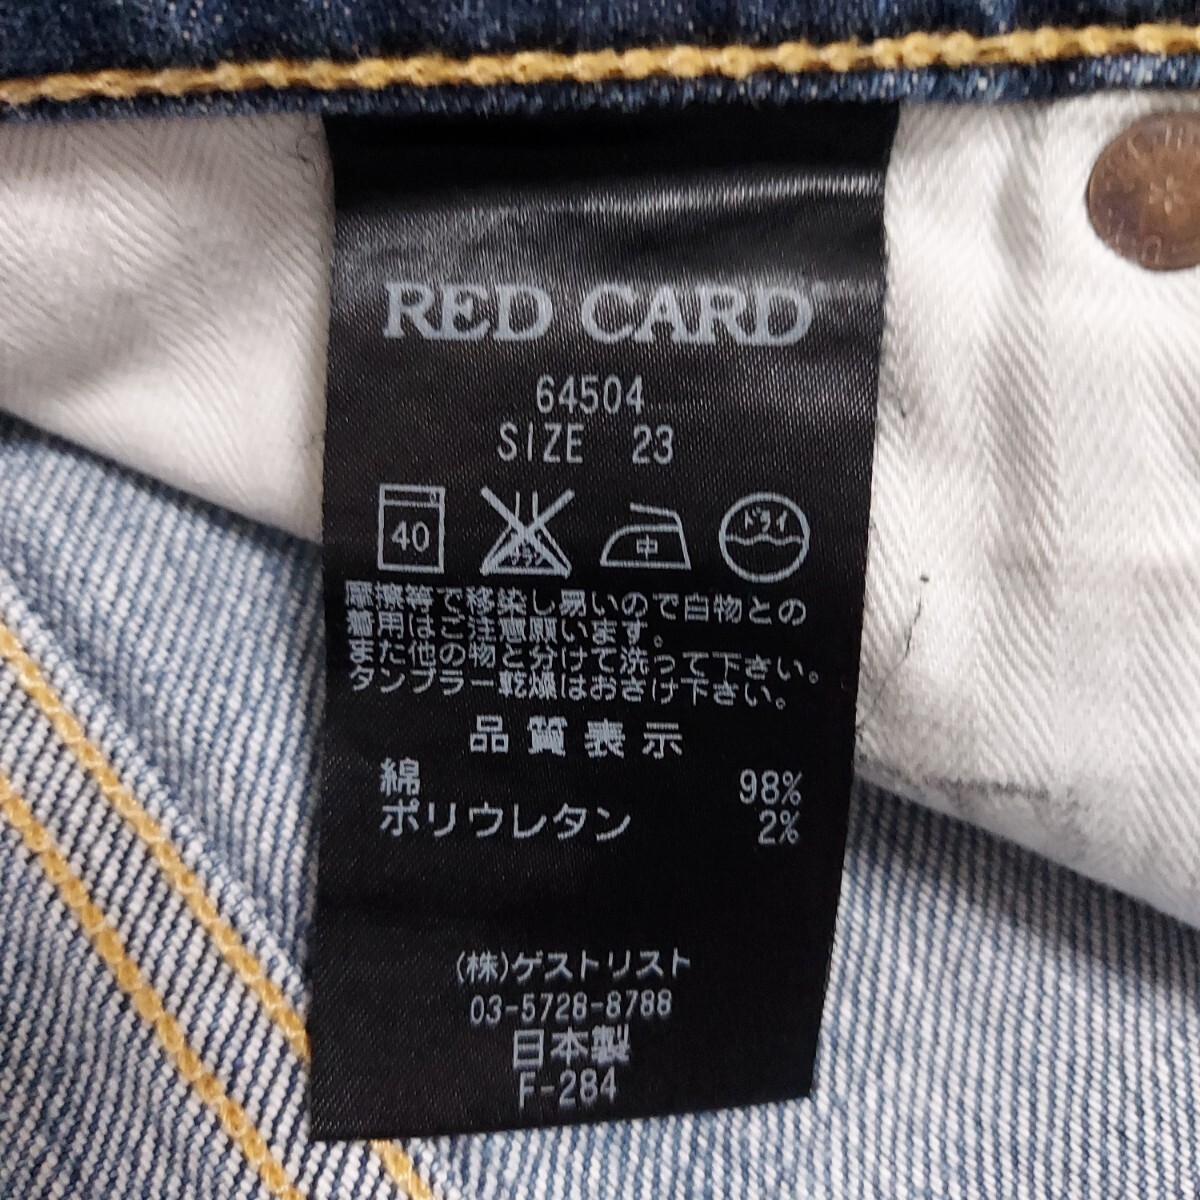 RED CARD
64504
SIZE 23
40 中 ドライ
摩擦等で移染し易いので白物との
着用はご注意願います。
また他の物と分けて洗って下さい。
タンブラー乾燥はおさけ下さい。
品質表示
綿 98%
ポリウレタン 2%
(株)ゲストリスト
03-5728-8788
日本製
F-284